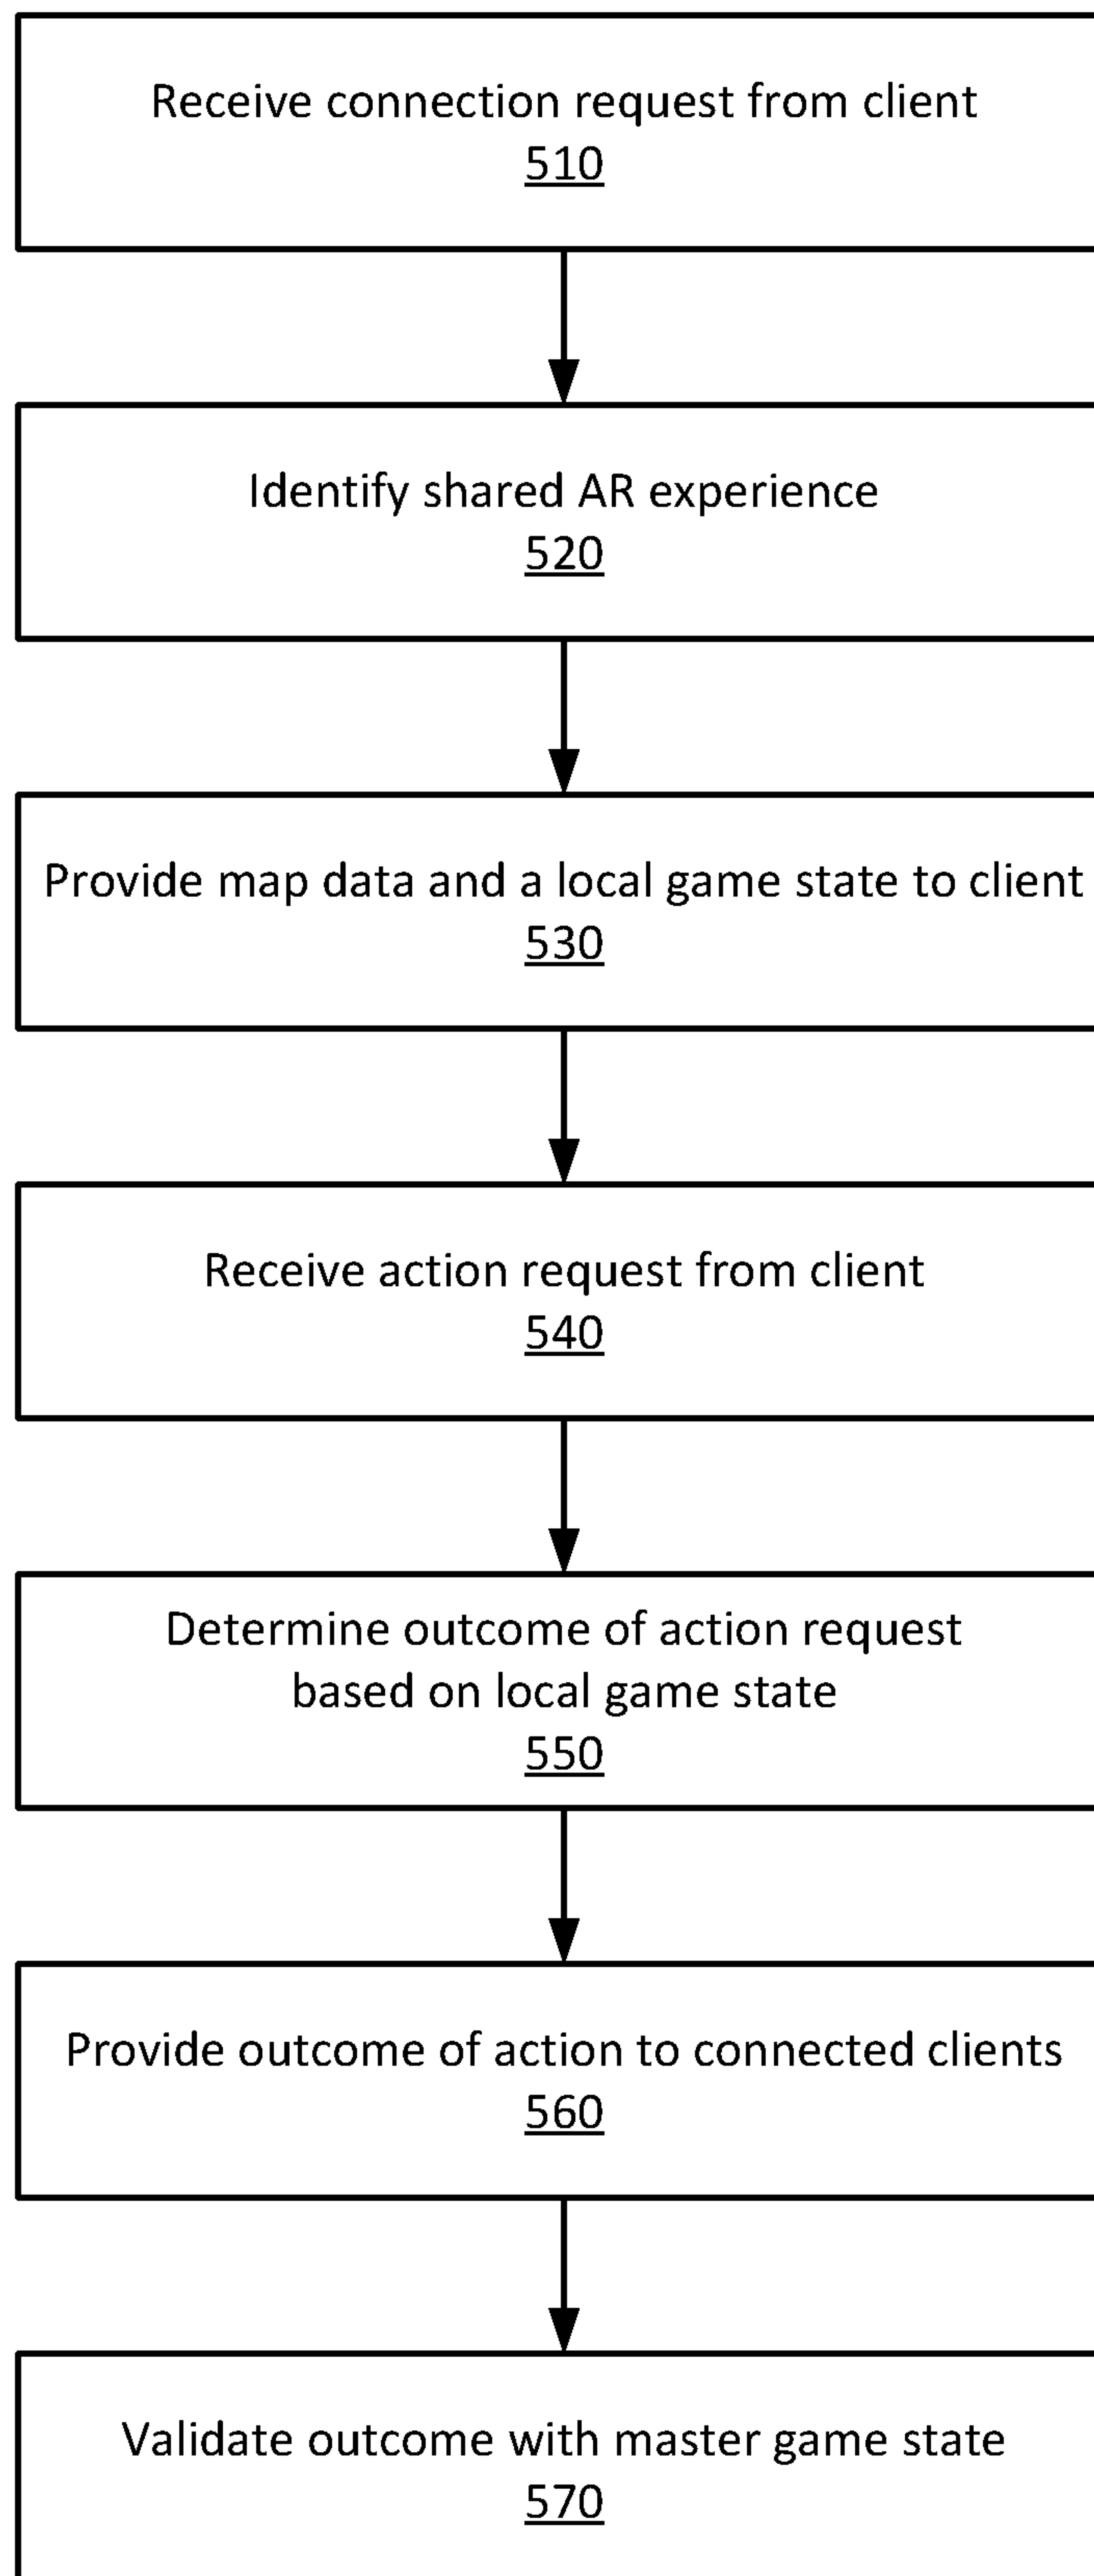 Receive connection request from client
510
Identify shared AR experience
520
Provide map data and a local game state to client
530
Receive action request from client
540
Determine outcome of action request
based on local game state
550
Provide outcome of action to connected clients
560
Validate outcome with master game state
570